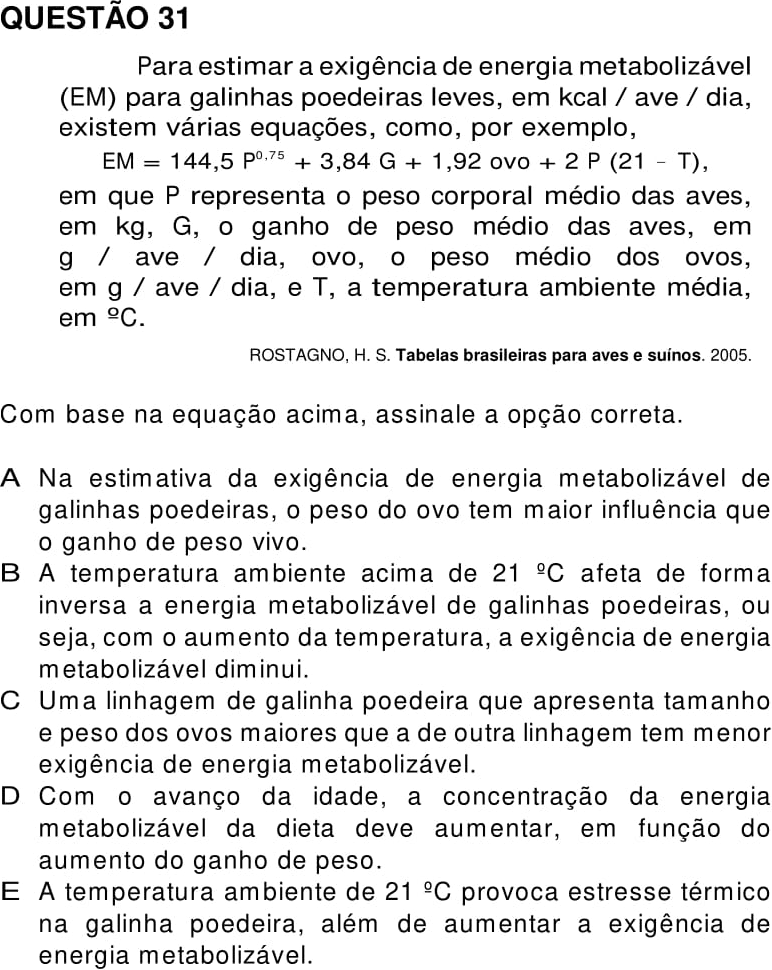 QUESTÃO 31
Para estimar a exigência de energia metabolizável
(EM) para galinhas poedeiras leves, em kcal / ave / dia,
existem várias equações, como, por exemplo,
EM = 144,5 P⁰,⁷⁵ + 3,84 G + 1,92 ovo + 2 P (21 - T),
em que P representa o peso corporal médio das aves,
em kg, G, o ganho de peso médio das aves, em
g / ave / dia, ovo, o peso médio dos ovos,
em g / ave / dia, e T, a temperatura ambiente média,
em ºC.
ROSTAGNO, H. S. Tabelas brasileiras para aves e suínos. 2005.
Com base na equação acima, assinale a opção correta.
A Na estimativa da exigência de energia metabolizável de
galinhas poedeiras, o peso do ovo tem maior influência que
o ganho de peso vivo.
B A temperatura ambiente acima de 21 ºC afeta de forma
inversa a energia metabolizável de galinhas poedeiras, ou
seja, com o aumento da temperatura, a exigência de energia
metabolizável diminui.
C Uma linhagem de galinha poedeira que apresenta tamanho
e peso dos ovos maiores que a de outra linhagem tem menor
exigência de energia metabolizável.
D Com o avanço da idade, a concentração da energia
metabolizável da dieta deve aumentar, em função do
aumento do ganho de peso.
E A temperatura ambiente de 21 ºC provoca estresse térmico
na galinha poedeira, além de aumentar a exigência de
energia metabolizável.